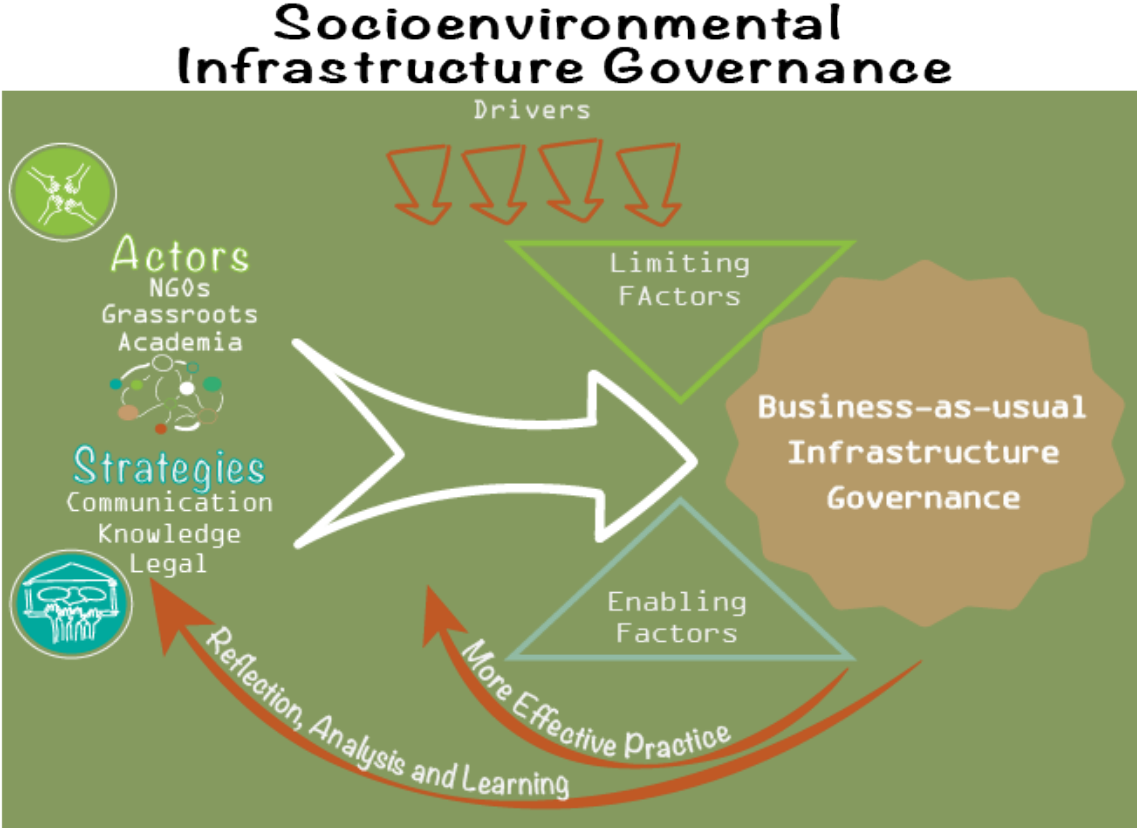 Socioenvironmental
Infrastructure Governance
Drivers
Actors
NGOs
Grassroots
Academia
Strategies
Communication
Knowledge
Legal
Limiting
FActors
Business-as-usual
Infrastructure
Governance
Enabling
Factors
More Effective Practice
Reflection, Analysis and Learning